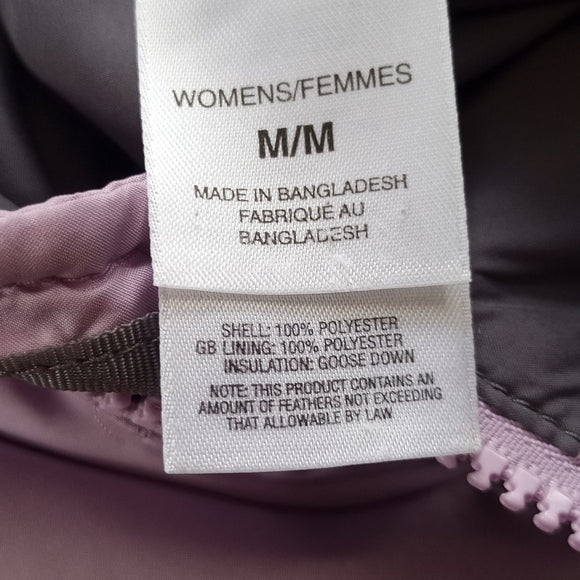 WOMENS/FEMMES
M/M
MADE IN BANGLADESH
FABRIQUÉ AU
BANGLADESH
SHELL: 100% POLYESTER
GB LINING: 100% POLYESTER
INSULATION: GOOSE DOWN
NOTE: THIS PRODUCT CONTAINS AN
AMOUNT OF FEATHERS NOT EXCEEDING
THAT ALLOWABLE BY LAW